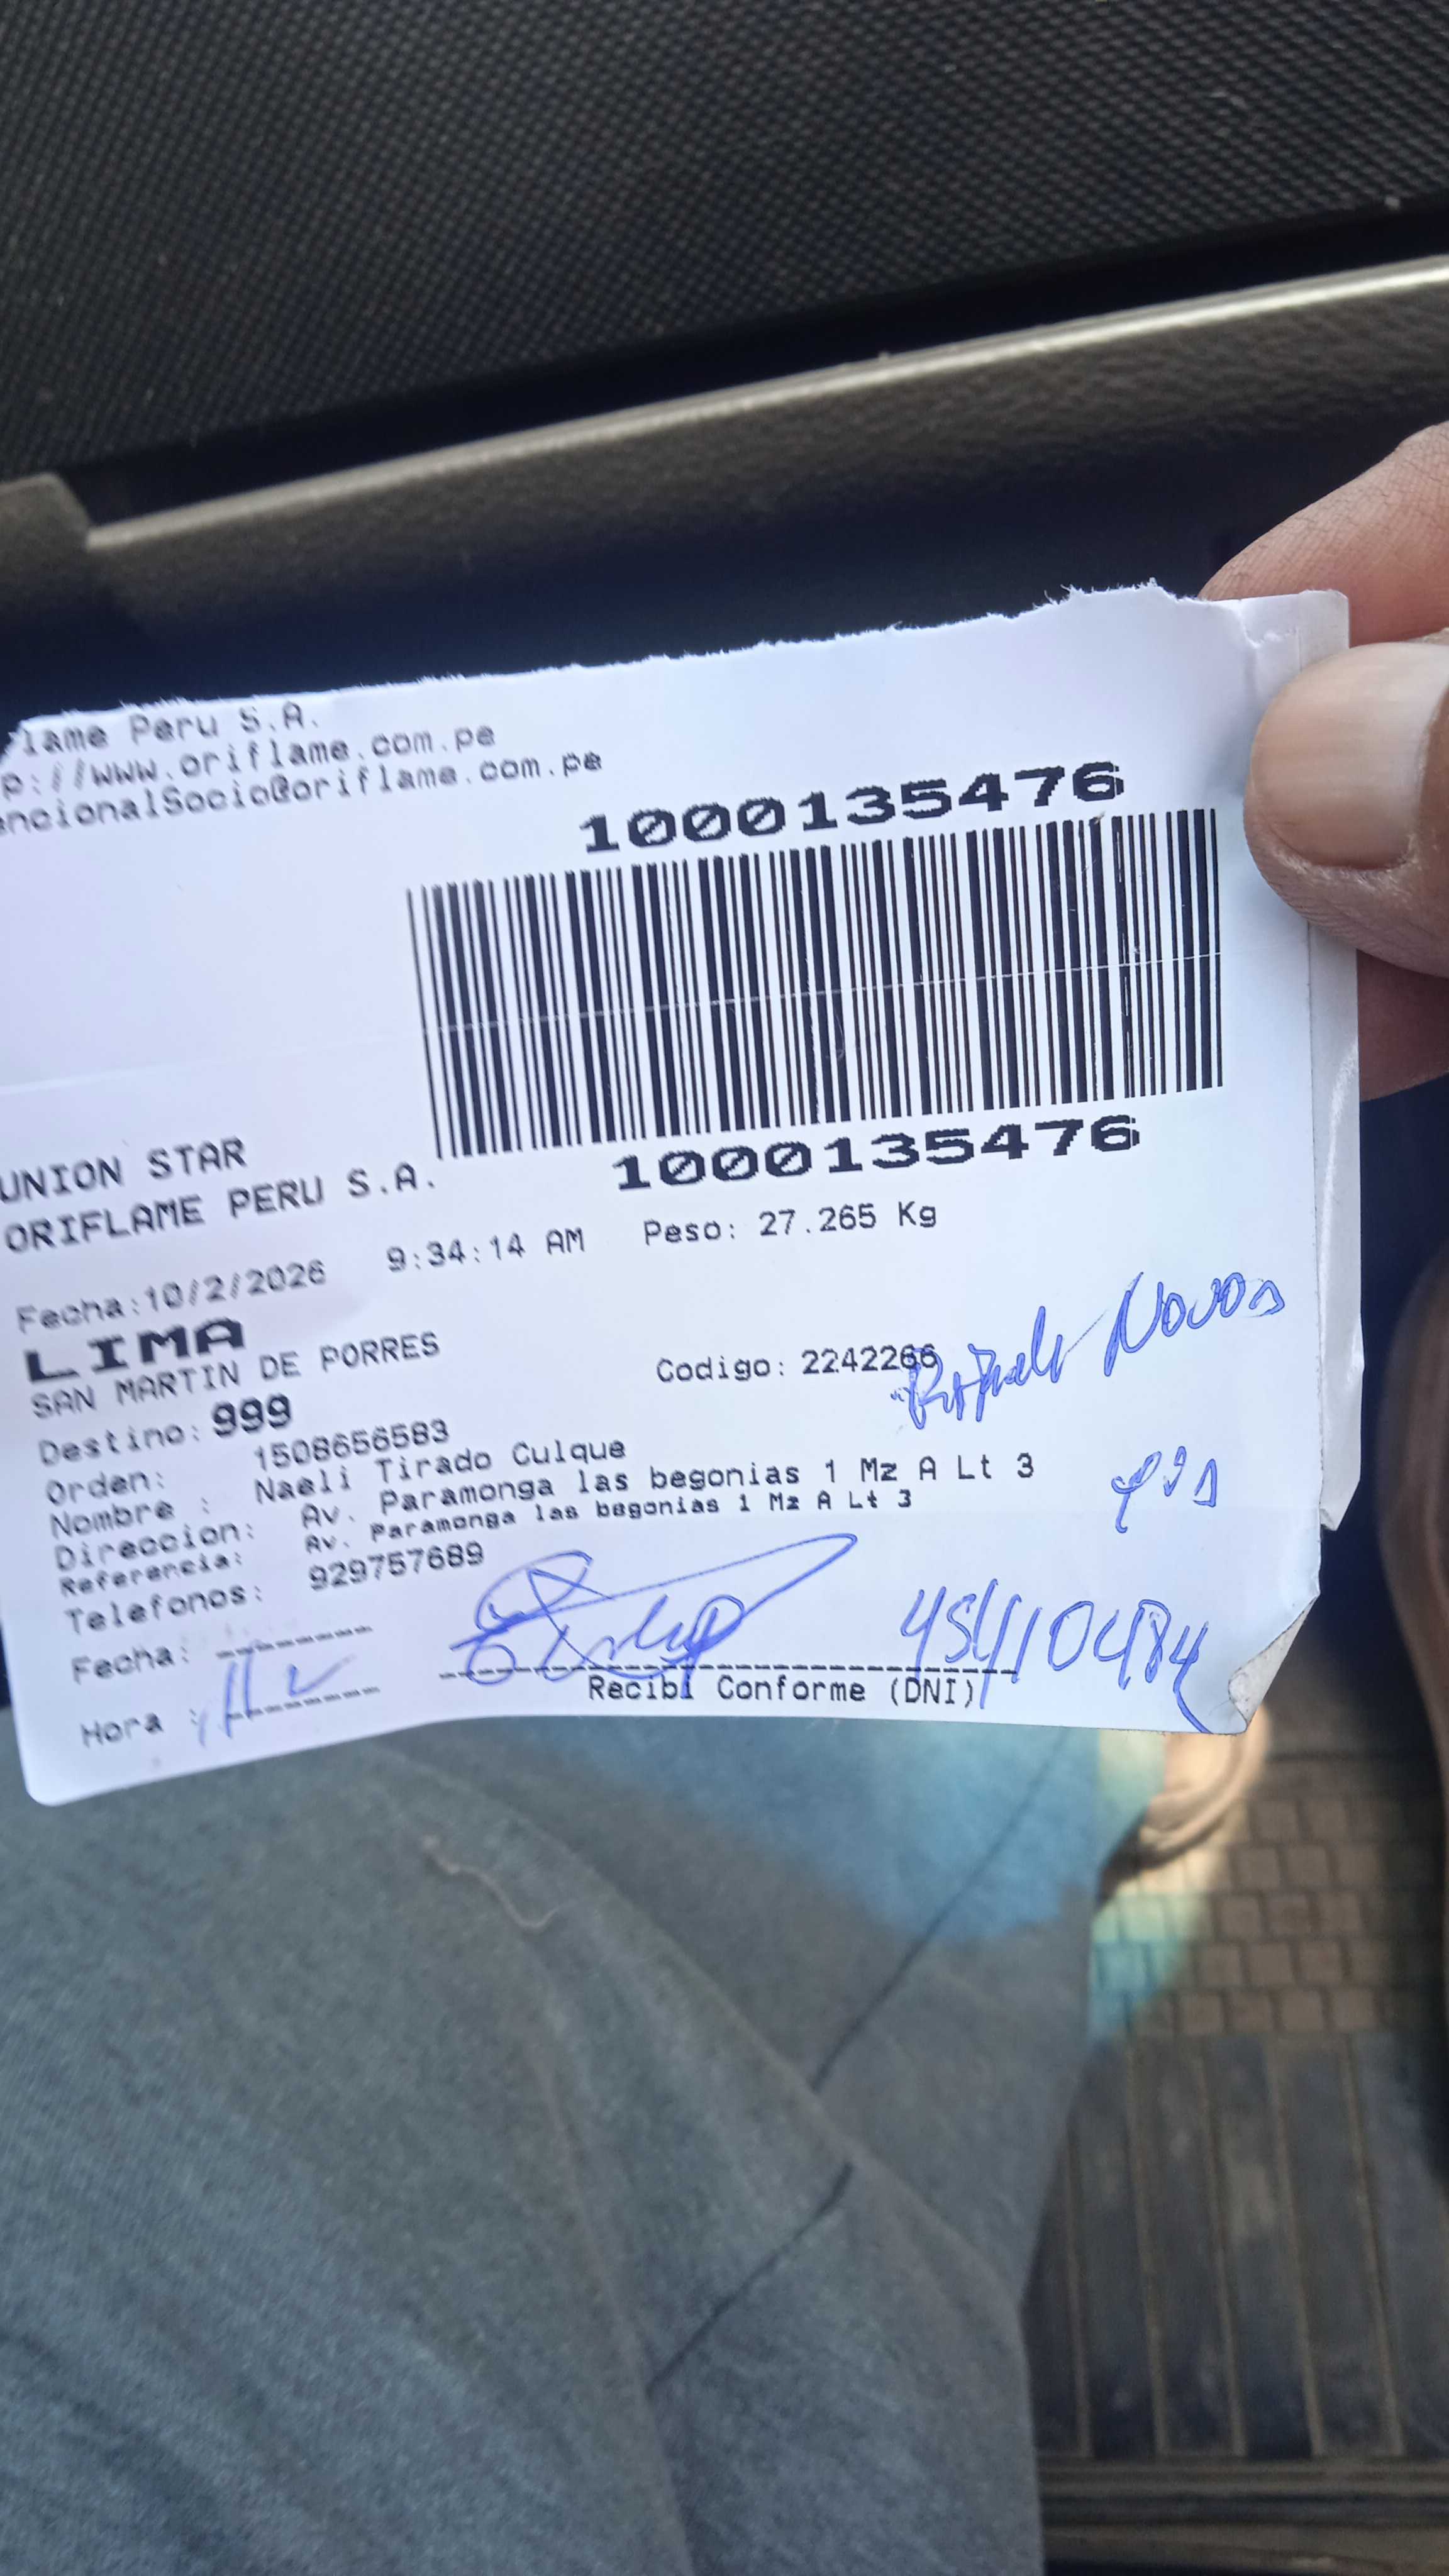 lame Peru S.A.
p://www.oriflame.com.pe
encionalSocio@oriflame.com.pe
1000135476
1000135476
UNION STAR
ORIFLAME PERU S.A.
Fecha:10/2/2026 9:34:14 AM Peso: 27.265 Kg
LIMA
SAN MARTIN DE PORRES
Codigo: 2242266
Destino: 999
Orden: 1508656583
Nombre : Naeli Tirado Culque
Direccion: Av. Paramonga las begonias 1 Mz A Lt 3
Referencia: Av. Paramonga las begonias 1 Mz A Lt 3
Telefonos: 929757689
Fecha:
Hora :
Recibi Conforme (DNI)